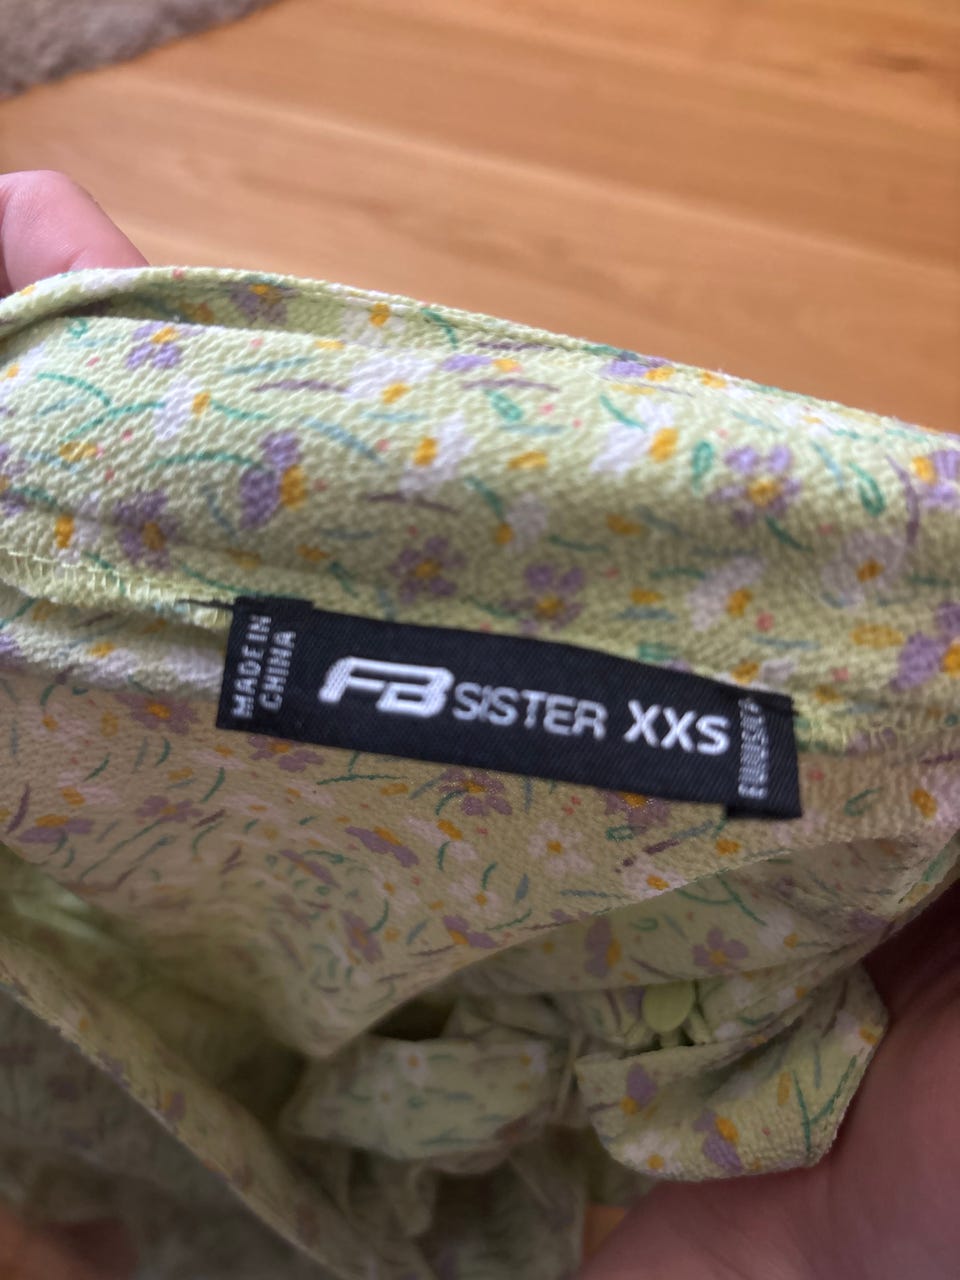 MADE IN
CHINA
FB SISTER XXS